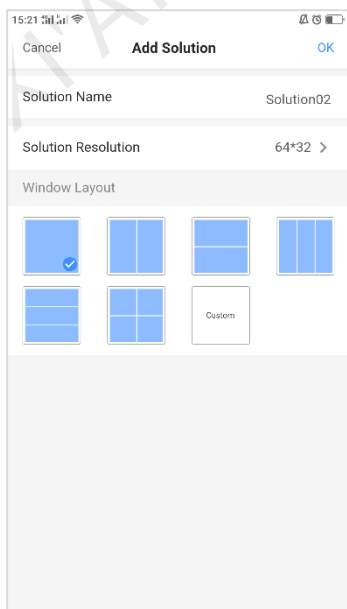 15:21
Cancel Add Solution OK
Solution Name Solution02
Solution Resolution 64*32 >
Window Layout
Custom